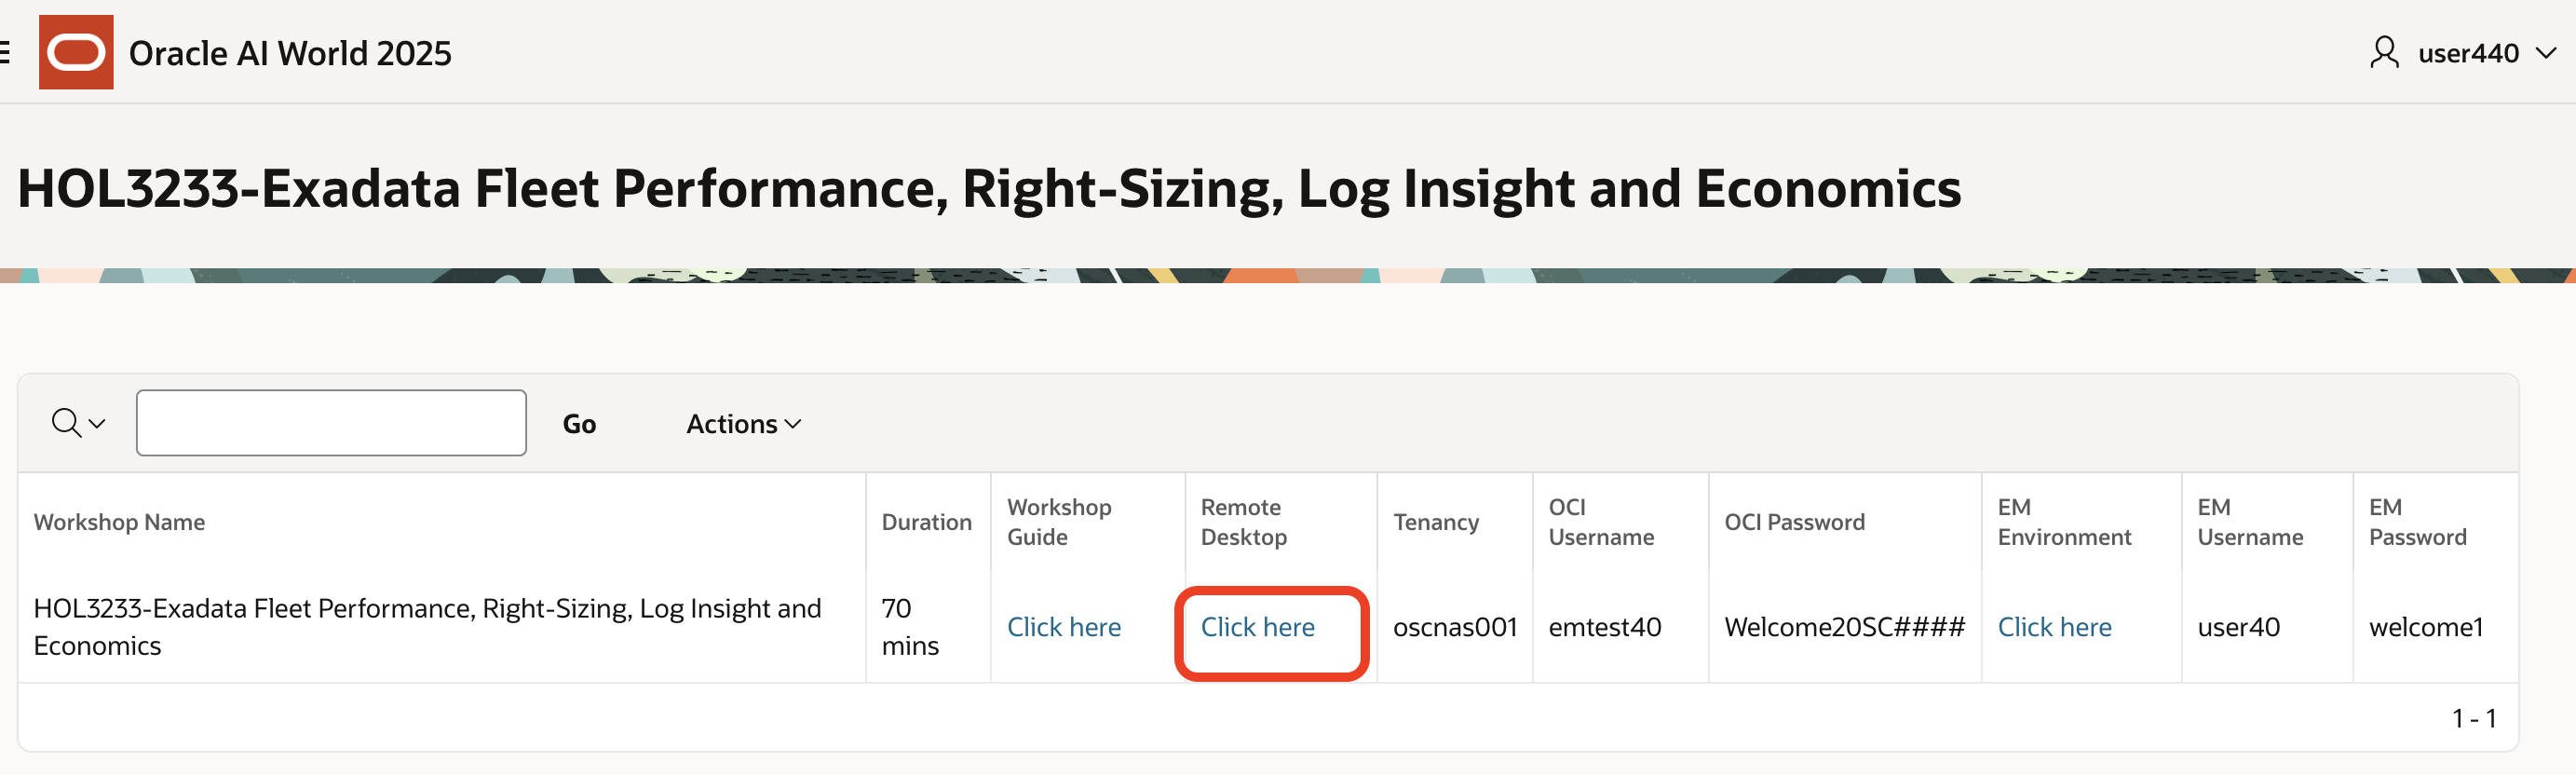 Oracle AI World 2025
user440
HOL3233-Exadata Fleet Performance, Right-Sizing, Log Insight and Economics
Go
Actions
Workshop Name
Duration
Workshop
Guide
Remote
Desktop
Tenancy
OCI
Username
OCI Password
EM
Environment
EM
Username
EM
Password
HOL3233-Exadata Fleet Performance, Right-Sizing, Log Insight and
Economics
70
mins
Click here
Click here
oscnas001
emtest40
Welcome20SC####
Click here
user40
welcome1
1 - 1